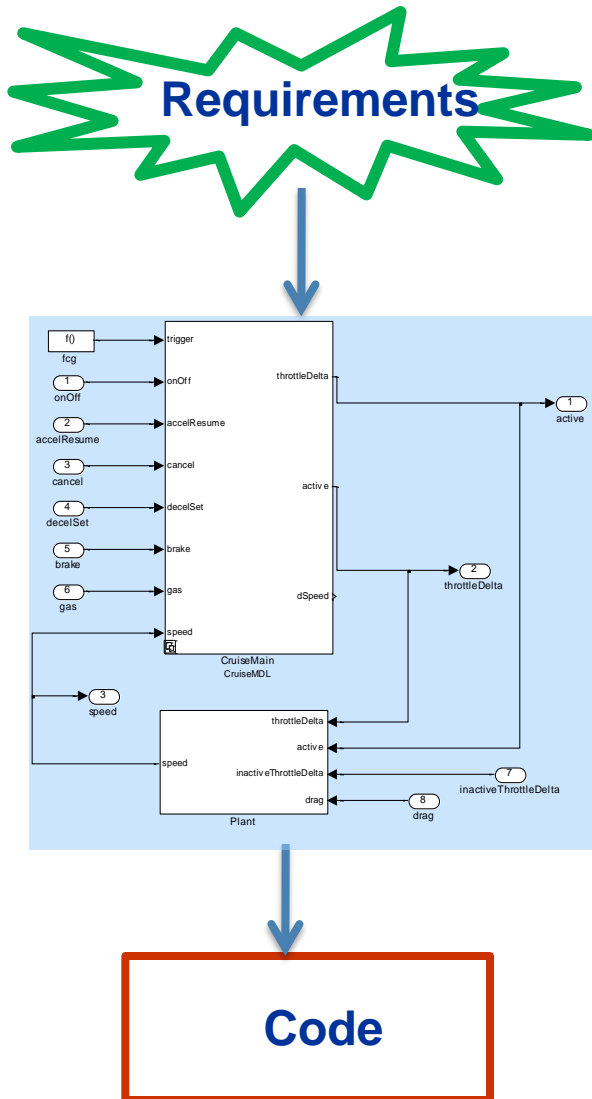 Requirements
f()
fcg
trigger
1
onOff
onOff
2
accelResume
accelResume
3
cancel
cancel
4
decelSet
decelSet
5
brake
brake
6
gas
gas
speed
throttleDelta
active
dSpeed
CruiseMain
CruiseMDL
1
active
2
throttleDelta
3
speed
speed
throttleDelta
active
inactiveThrottleDelta
drag
Plant
7
inactiveThrottleDelta
8
drag
Code